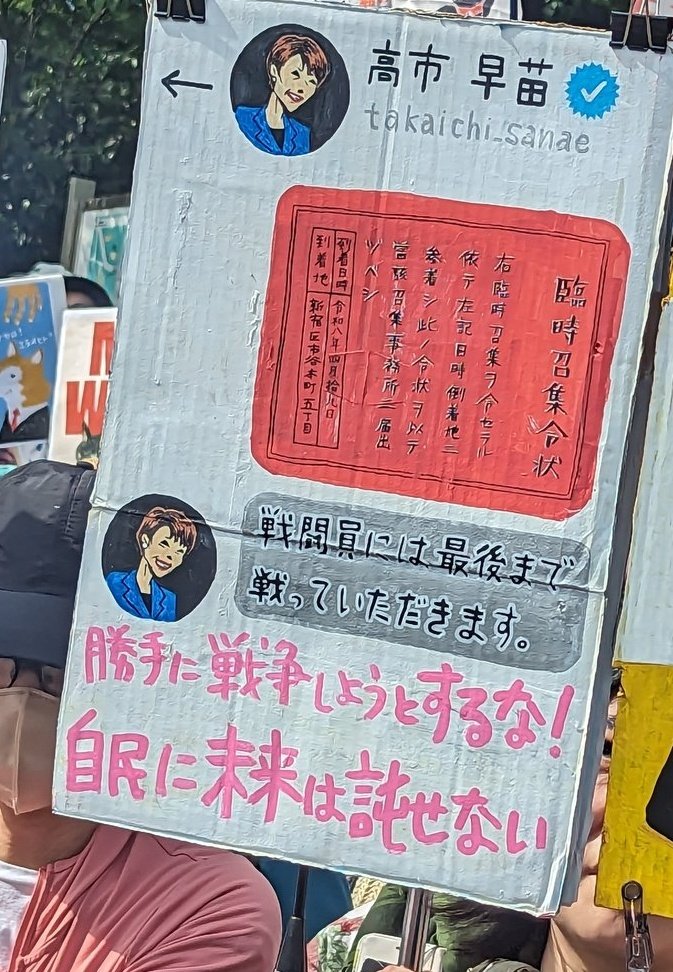 高市 早苗
takaichi_sanae
臨時召集令状
右臨時召集ヲ令セラル
依テ左記日時到着地ニ
参着シ此ノ令状ヲ以テ
当該召集事務所ニ届出
ツベシ
到着日時 令和八年四月拾九日
到着地 新宿区市谷本町五丁目
戦闘員には最後まで
戦っていただきます。
勝手に戦争しようとするな!
自民に未来は託せない